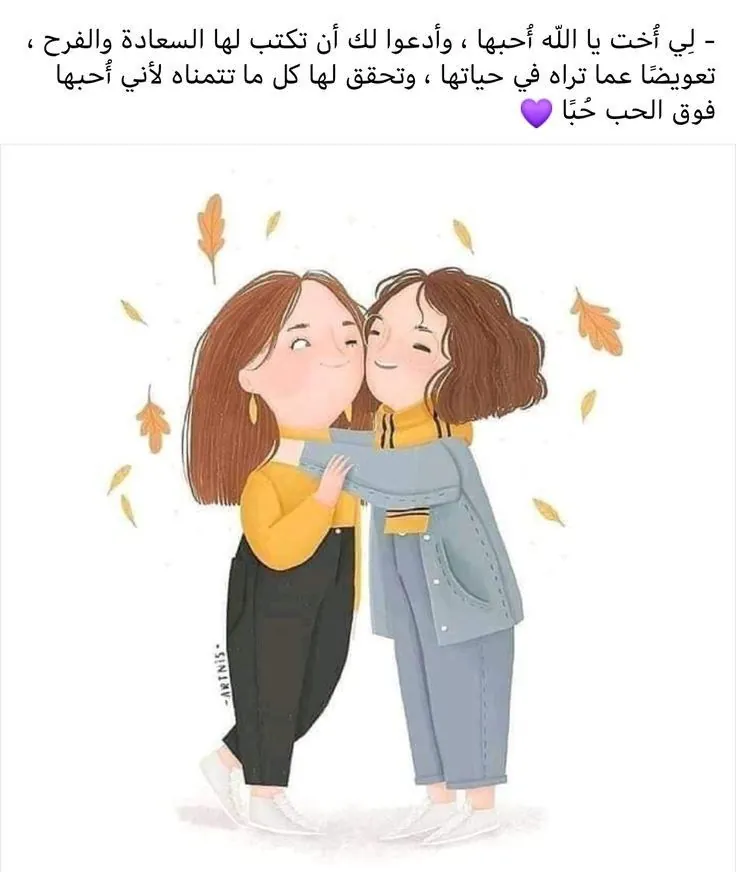 - لِي أُخت يا اللّه أُحبها ، وأدعوا لك أن تكتب لها السعادة والفرح ،
تعويضًا عما تراه في حياتها ، وتحقق لها كل ما تتمناه لأني أُحبها
فوق الحب حُبًا 💜
-ARTNIS-